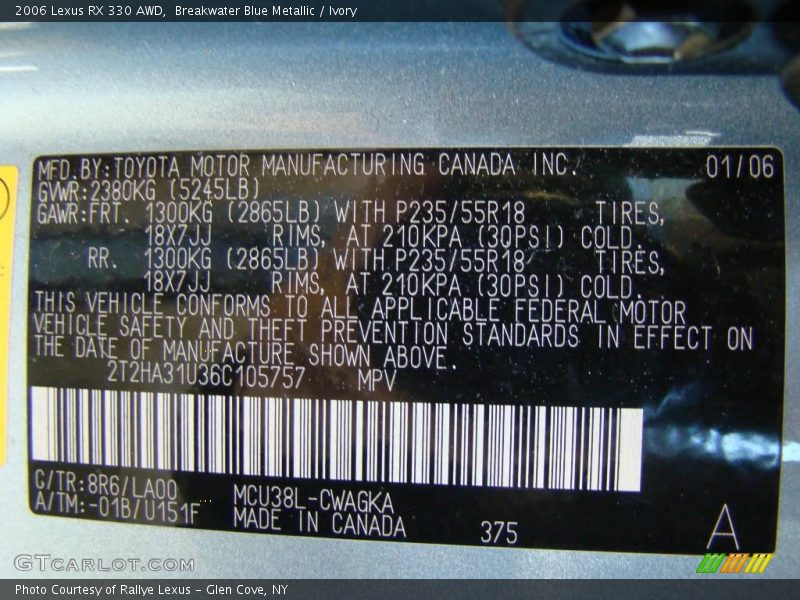 2006 Lexus RX 330 AWD, Breakwater Blue Metallic / Ivory
MFD.BY:TOYOTA MOTOR MANUFACTURING CANADA INC. 01/06
GVWR:2380KG (5245LB)
GAWR:FRT. 1300KG (2865LB) WITH P235/55R18 TIRES,
18X7JJ RIMS, AT 210KPA (30PSI) COLD.
RR. 1300KG (2865LB) WITH P235/55R18 TIRES,
18X7JJ RIMS, AT 210KPA (30PSI) COLD.
THIS VEHICLE CONFORMS TO ALL APPLICABLE FEDERAL MOTOR
VEHICLE SAFETY AND THEFT PREVENTION STANDARDS IN EFFECT ON
THE DATE OF MANUFACTURE SHOWN ABOVE.
2T2HA31U36C105757 MPV
C/TR:8R6/LA00 MCU38L-CWAGKA
A/TM:-01B/U151F MADE IN CANADA 375 A
GTCARLOT.COM
Photo Courtesy of Rallye Lexus - Glen Cove, NY